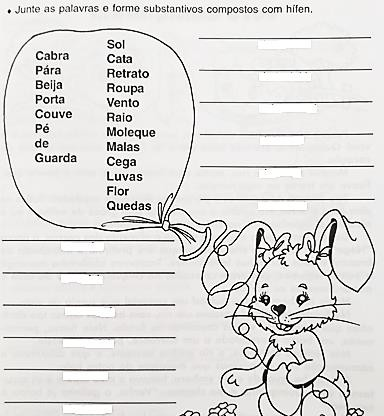 Junte as palavras e forme substantivos compostos com hífen.
Cabra
Pára
Beija
Porta
Couve
Pé
de
Guarda
Sol
Cata
Retrato
Roupa
Vento
Raio
Moleque
Malas
Cega
Luvas
Flor
Quedas